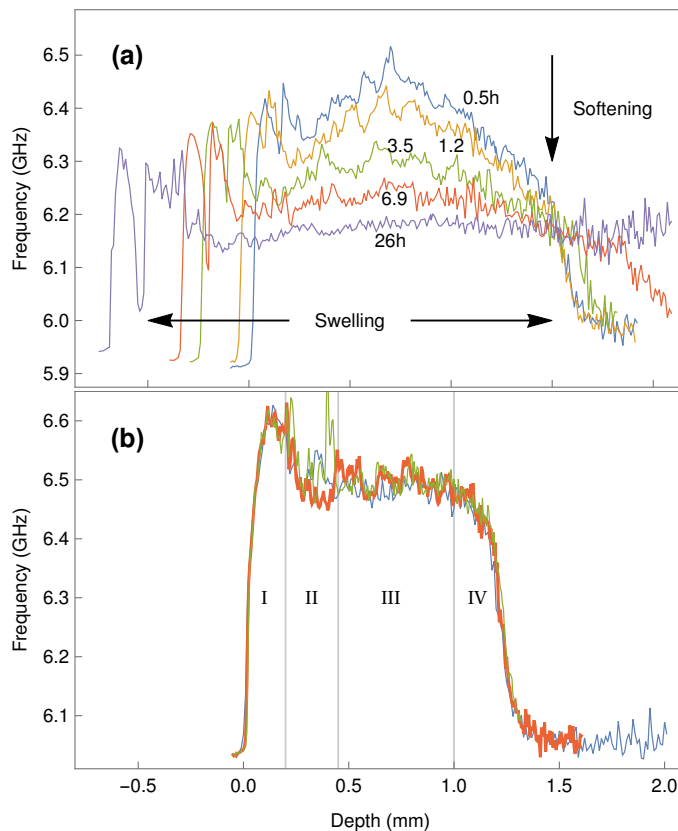 (a)
6.5
6.4
6.3
6.2
6.1
6.0
5.9
Frequency (GHz)
0.5h
Softening
3.5
1.2
6.9
26h
Swelling
(b)
6.6
6.5
6.4
6.3
6.2
6.1
Frequency (GHz)
I
II
III
IV
−0.5
0.0
0.5
1.0
1.5
2.0
Depth (mm)